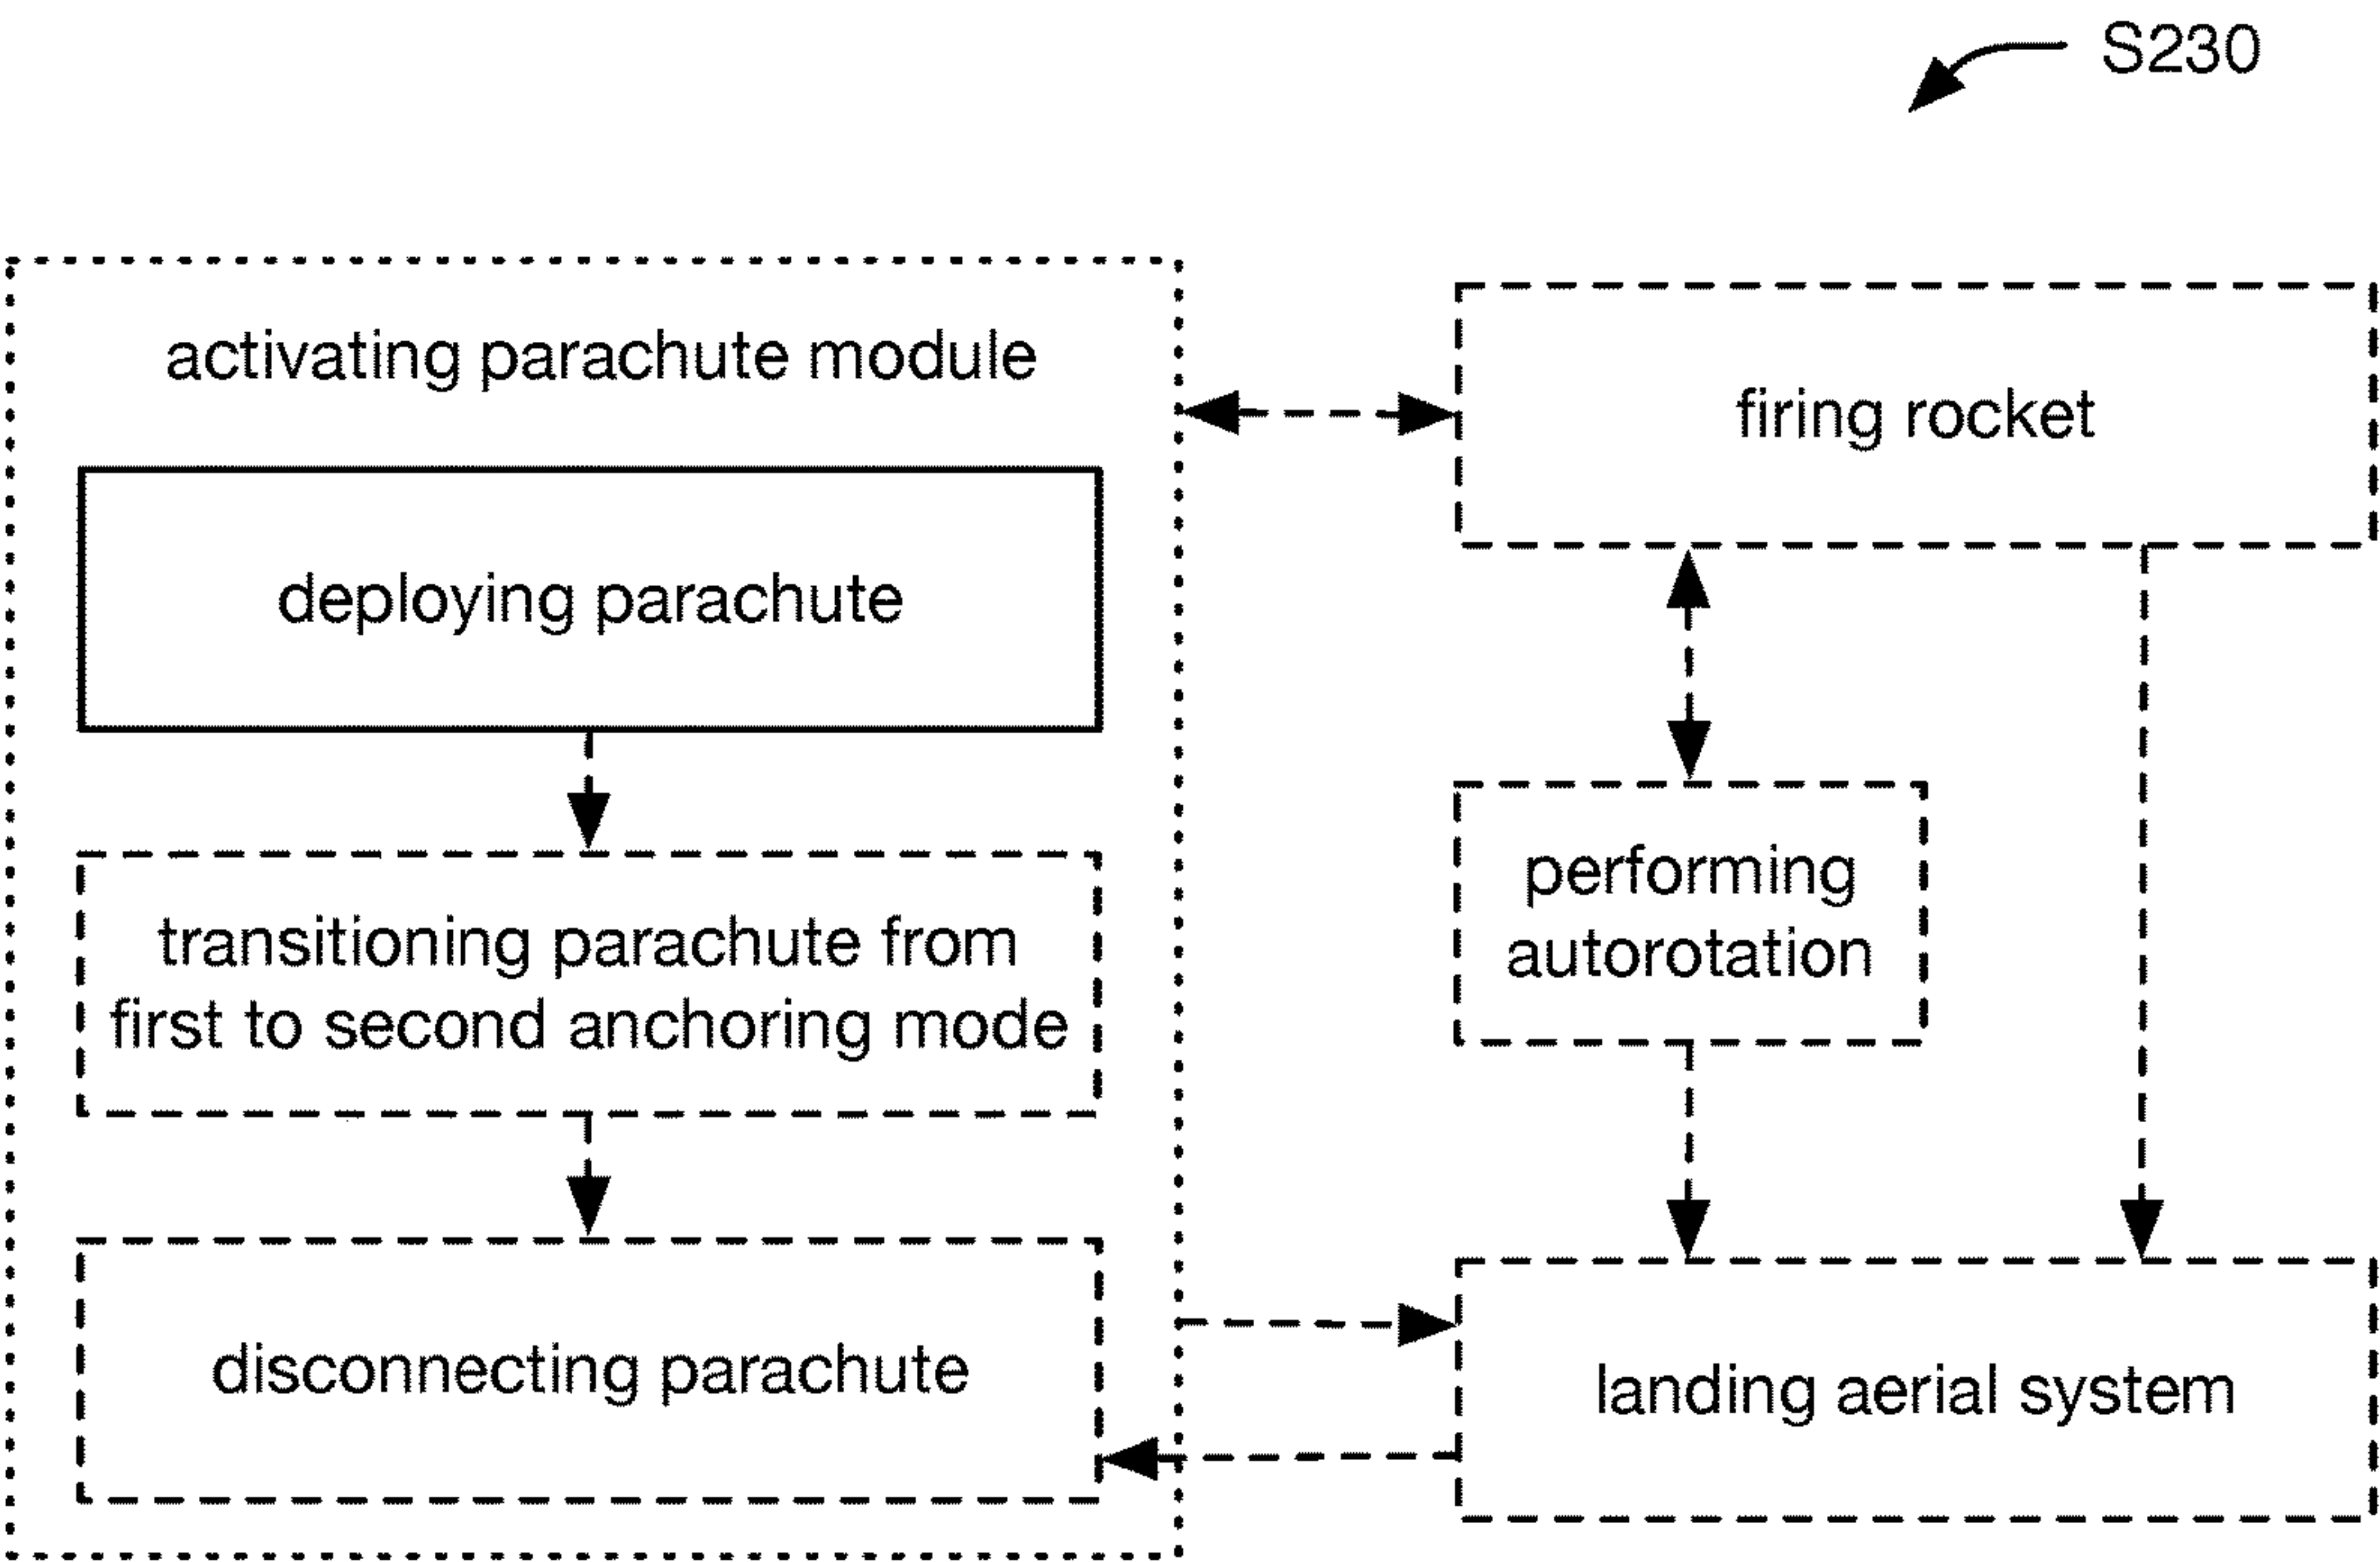 S230
activating parachute module
deploying parachute
transitioning parachute from
first to second anchoring mode
disconnecting parachute
firing rocket
performing
autorotation
landing aerial system